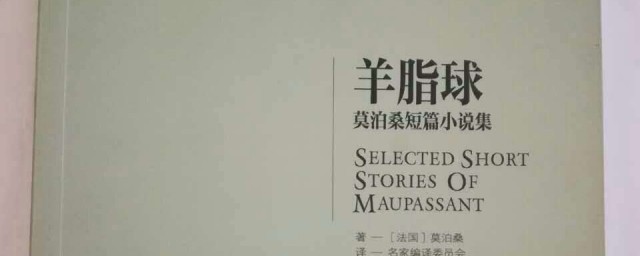 羊脂球
莫泊桑短篇小说集
SELECTED SHORT
STORIES OF
MAUPASSANT
著 — [法国] 莫泊桑
译 — 名家编译委员会